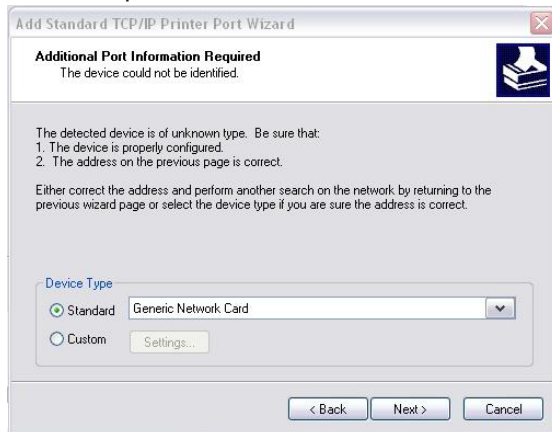 Add Standard TCP/IP Printer Port Wizard
Additional Port Information Required
The device could not be identified.
The detected device is of unknown type. Be sure that:
1. The device is properly configured.
2. The address on the previous page is correct.
Either correct the address and perform another search on the network by returning to the
previous wizard page or select the device type if you are sure the address is correct.
Device Type
Standard
Generic Network Card
Custom
Settings...
< Back
Next >
Cancel